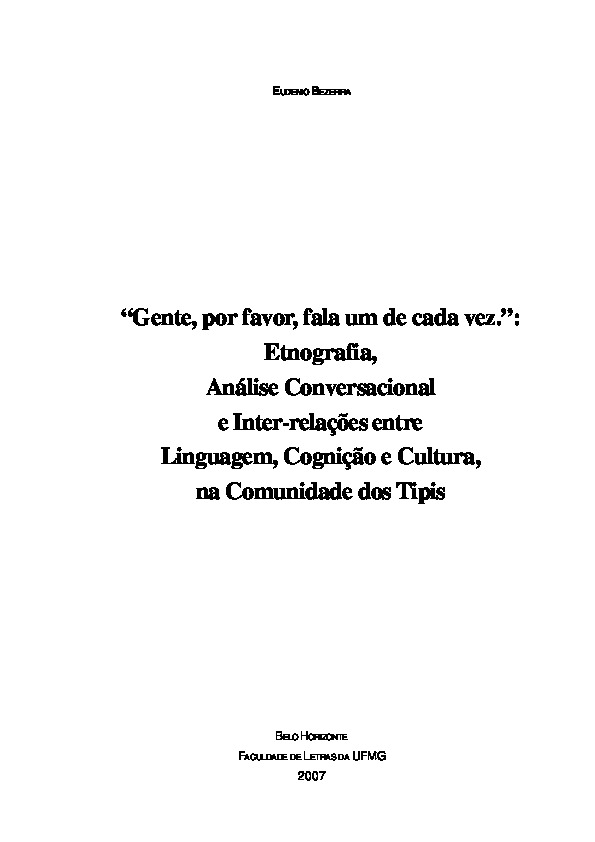 EUGENIO BEZERRA
“Gente, por favor, fala um de cada vez.”:
Etnografia,
Análise Conversacional
e Inter-relações entre
Linguagem, Cognição e Cultura,
na Comunidade dos Tipis
BELO HORIZONTE
FACULDADE DE LETRAS DA UFMG
2007